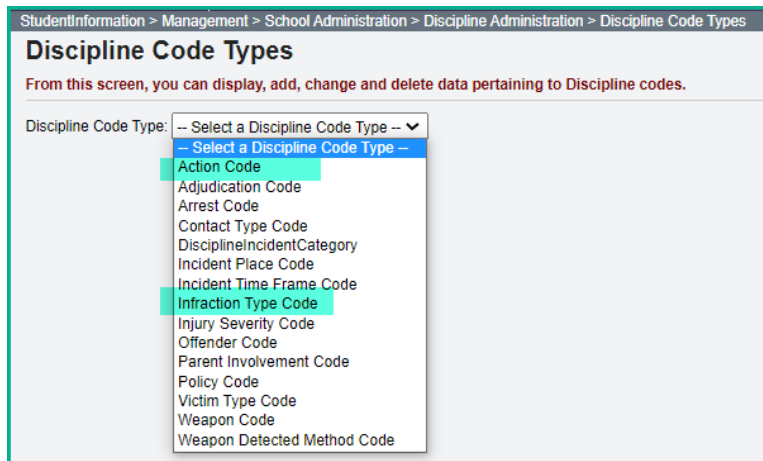 StudentInformation > Management > School Administration > Discipline Administration > Discipline Code Types
Discipline Code Types
From this screen, you can display, add, change and delete data pertaining to Discipline codes.
Discipline Code Type: -- Select a Discipline Code Type --
-- Select a Discipline Code Type --
Action Code
Adjudication Code
Arrest Code
Contact Type Code
DisciplineIncidentCategory
Incident Place Code
Incident Time Frame Code
Infraction Type Code
Injury Severity Code
Offender Code
Parent Involvement Code
Policy Code
Victim Type Code
Weapon Code
Weapon Detected Method Code